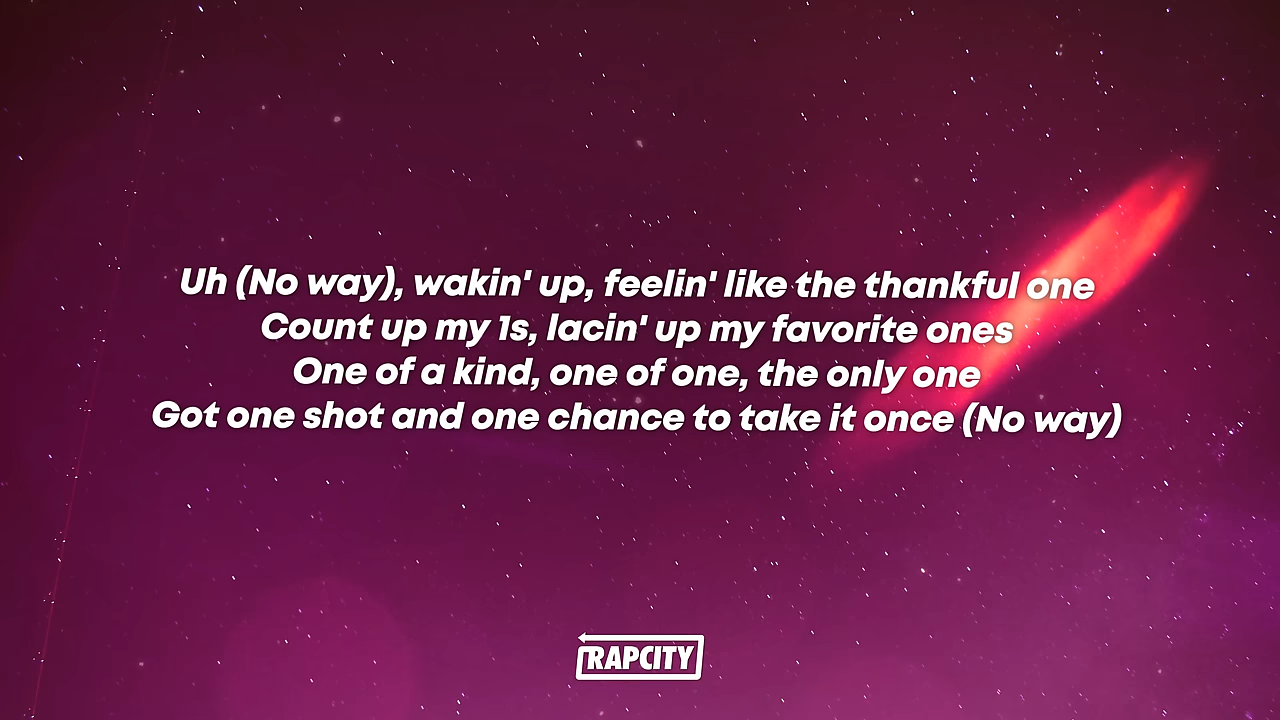 Uh (No way), wakin' up, feelin' like the thankful one
Count up my 1s, lacin' up my favorite ones
One of a kind, one of one, the only one
Got one shot and one chance to take it once (No way)
RAPCITY